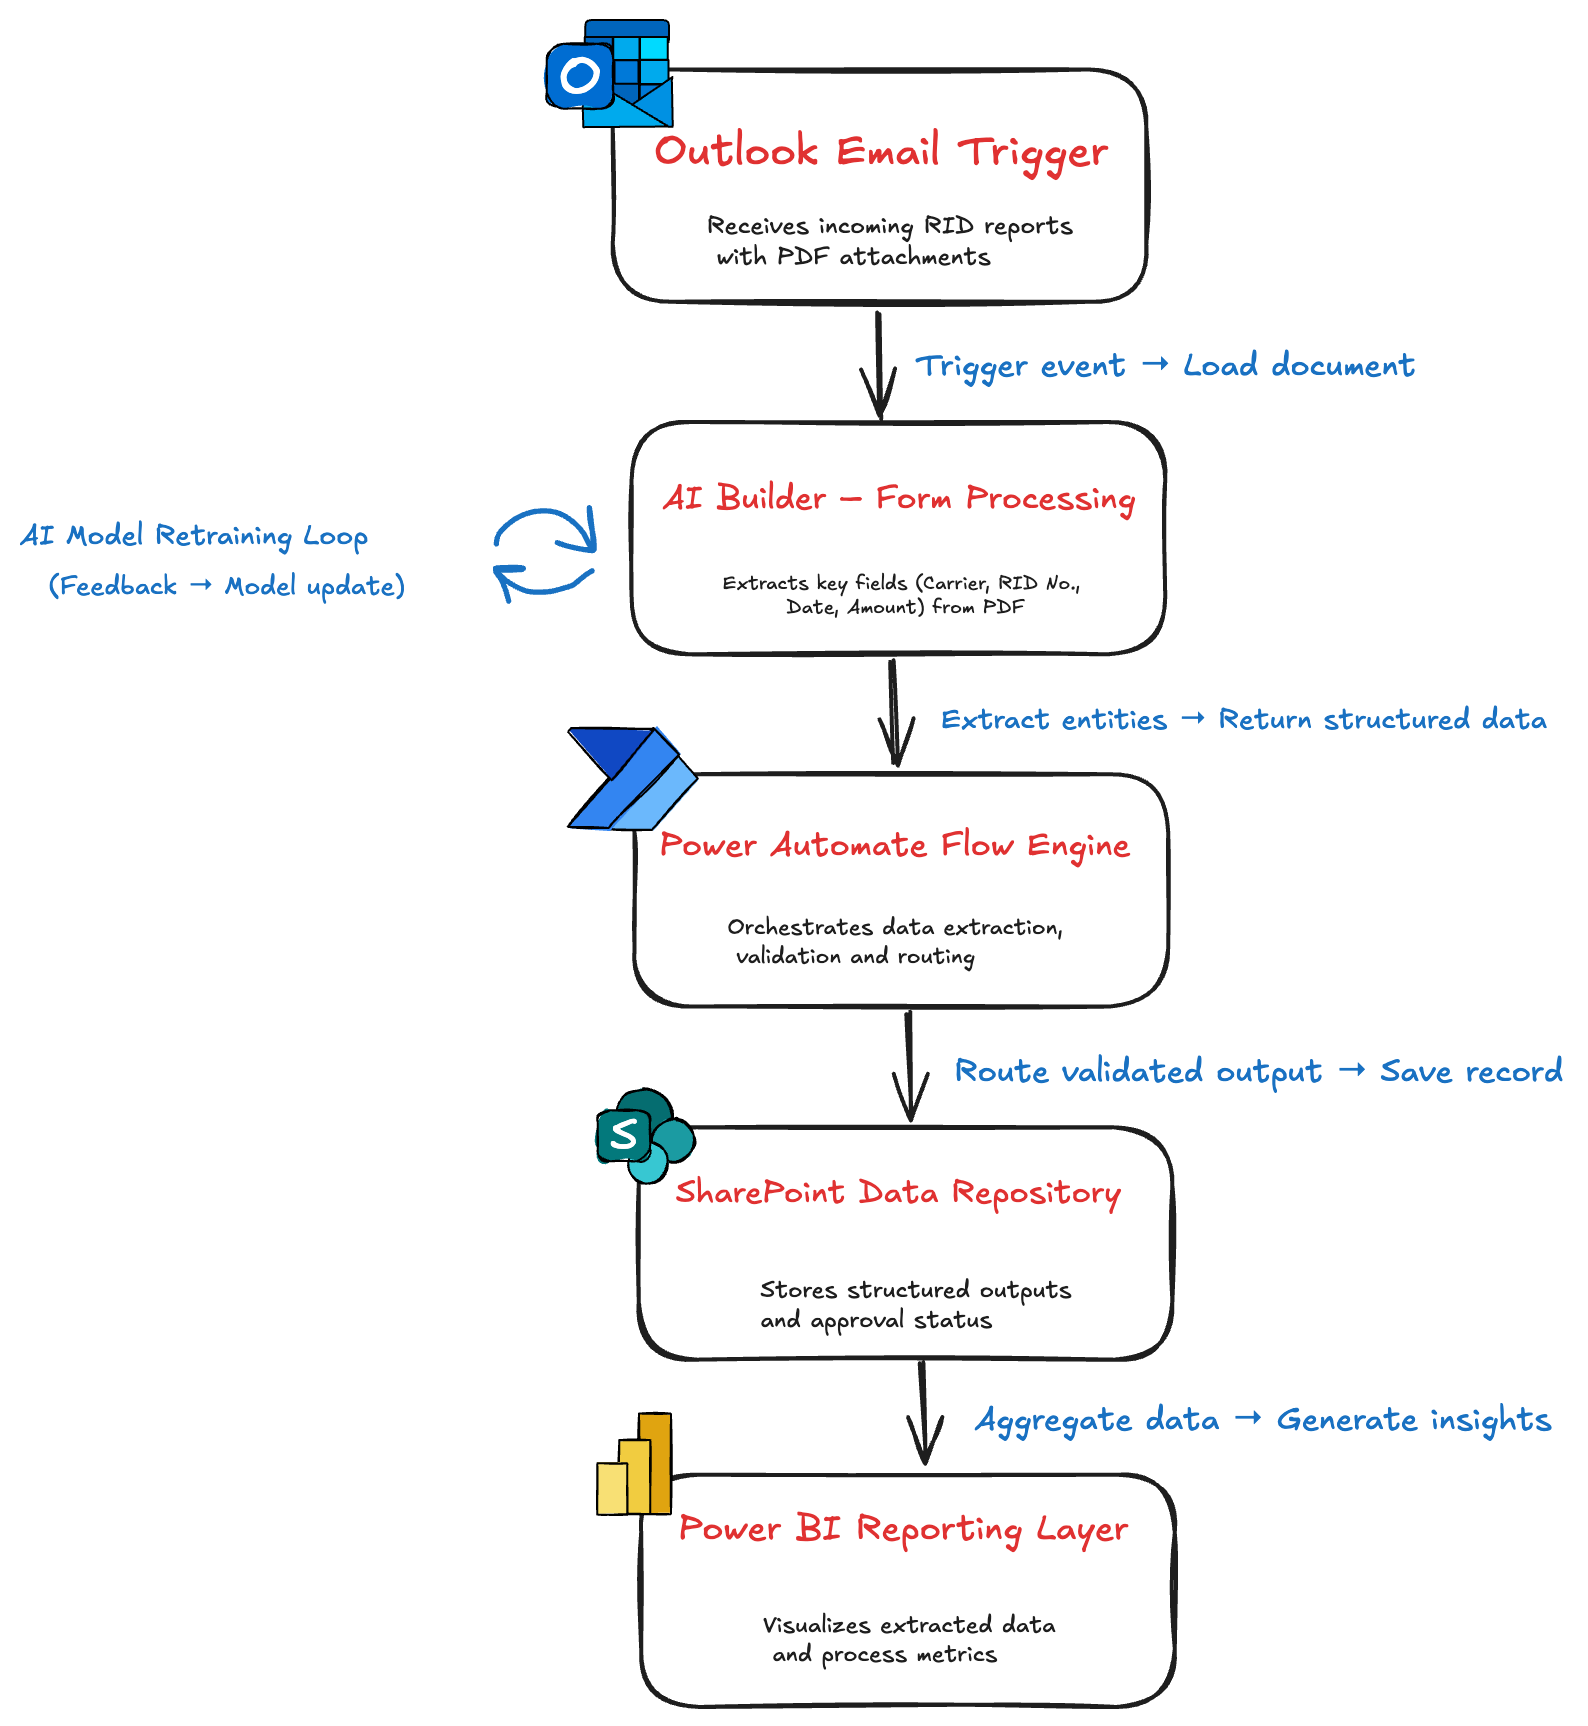 O
Outlook Email Trigger
Receives incoming RID reports
with PDF attachments
Trigger event → Load document
AI Builder – Form Processing
AI Model Retraining Loop
(Feedback → Model update)
Extracts key fields (Carrier, RID No.,
Date, Amount) from PDF
Extract entities → Return structured data
Power Automate Flow Engine
Orchestrates data extraction,
validation and routing
Route validated output → Save record
S
SharePoint Data Repository
Stores structured outputs
and approval status
Aggregate data → Generate insights
Power BI Reporting Layer
Visualizes extracted data
and process metrics